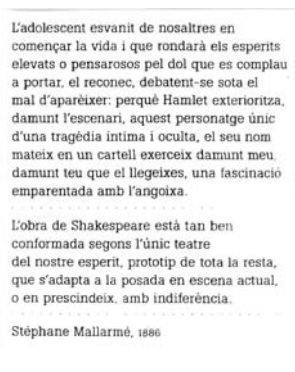 L'adolescent esvanit de nosaltres en
començar la vida i que rondarà els esperits
elevats o pensarosos pel dol que es complau
a portar, el reconec, debatent-se sota el
mal d'aparèixer: perquè Hamlet exterioritza,
damunt l'escenari, aquest personatge únic
d'una tragèdia intima i oculta, el seu nom
mateix en un cartell exerceix damunt meu,
damunt teu que el llegeixes, una fascinació
emparentada amb l'angoixa.
L'obra de Shakespeare està tan ben
conformada segons l'únic teatre
del nostre esperit, prototip de tota la resta,
que s'adapta a la posada en escena actual,
o en prescindeix, amb indiferència.
Stéphane Mallarmé, 1886